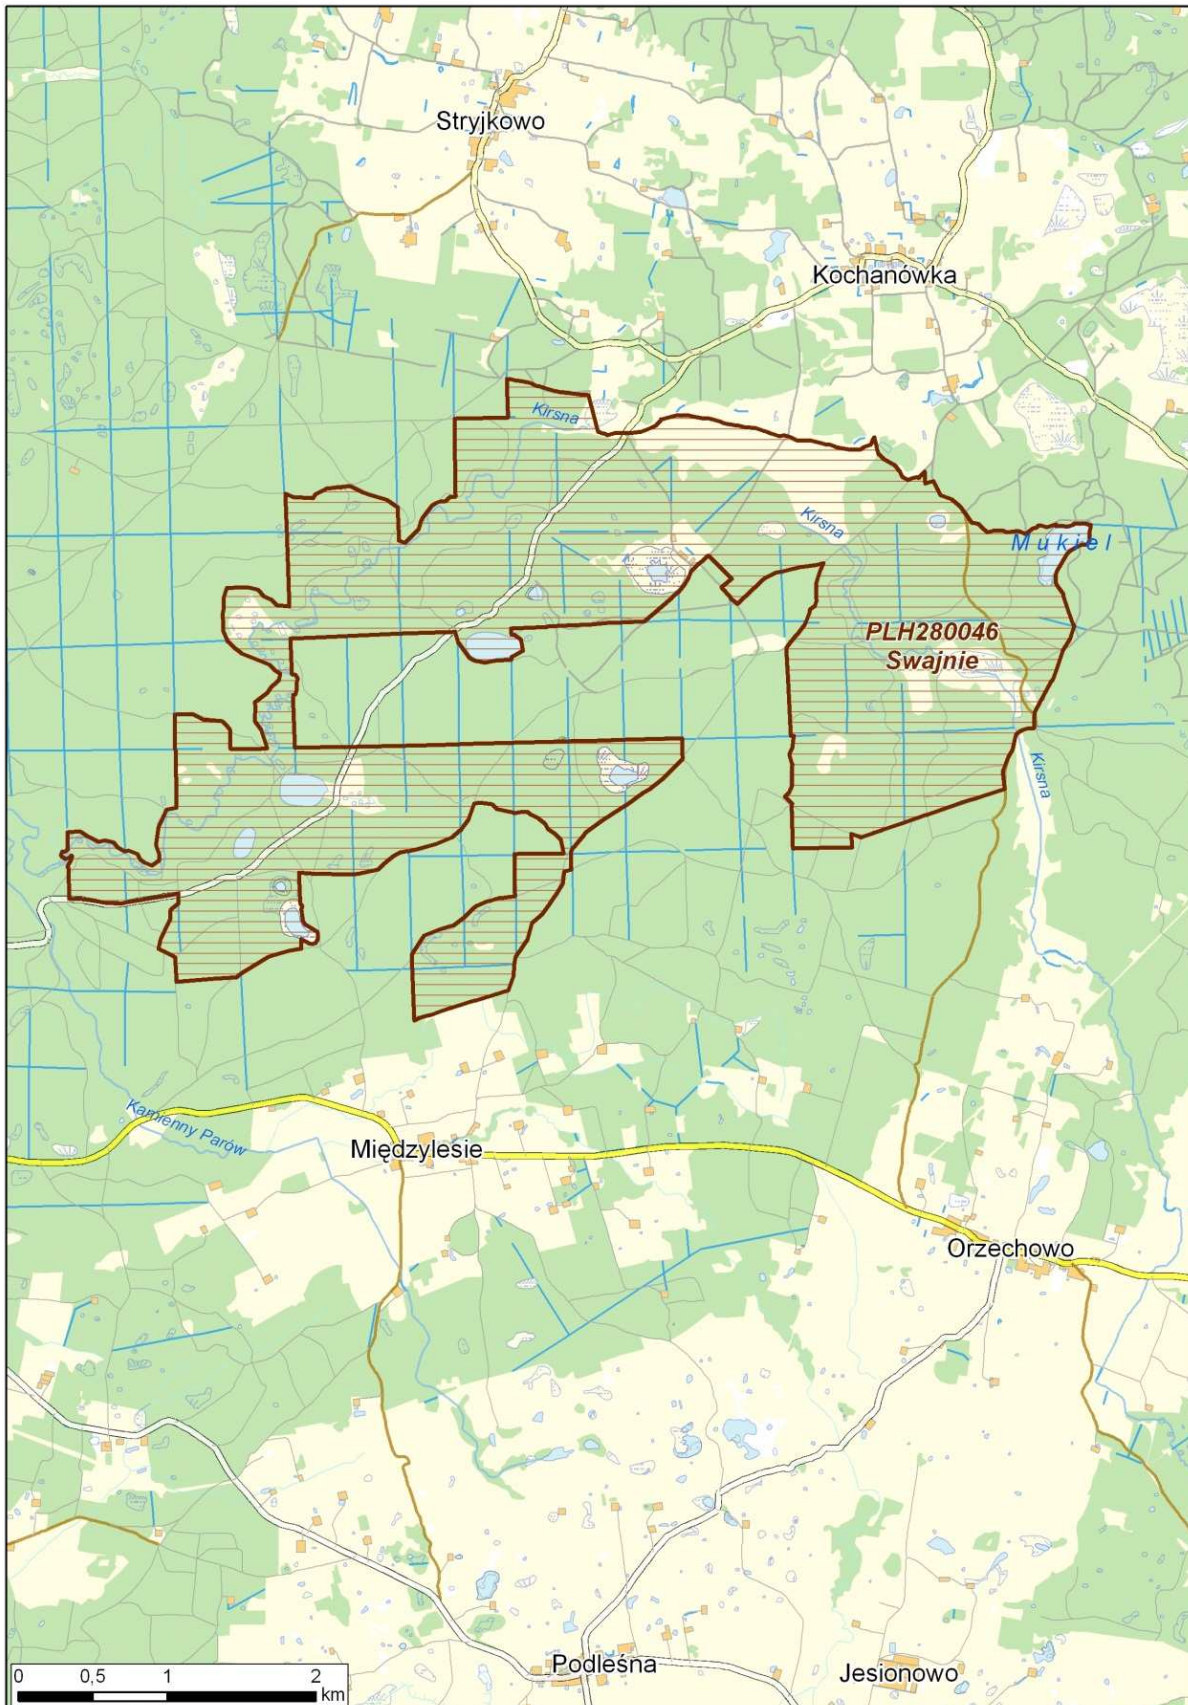 Stryjkowo
Kochanówka
Kirsna
Kirsna
Mukiel
PLH280046
Swajnie
Kirsna
Kirsna
Kamienny Parów
Międzylesie
Orzechowo
Podleśna
Jesionowo
0 0,5 1 2
km